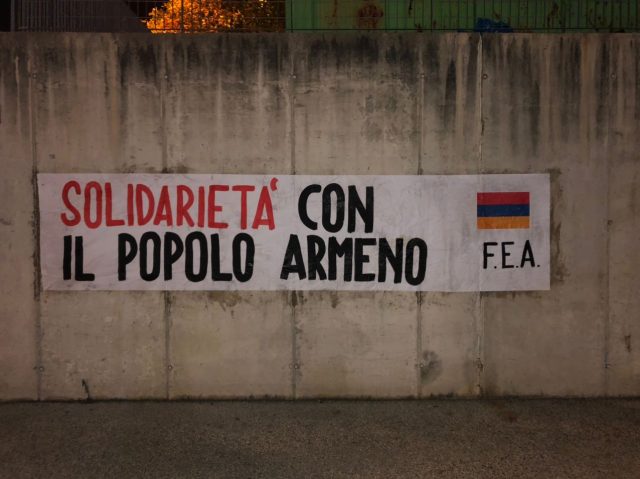 SOLIDARIETA' CON
IL POPOLO ARMENO
F.E.A.